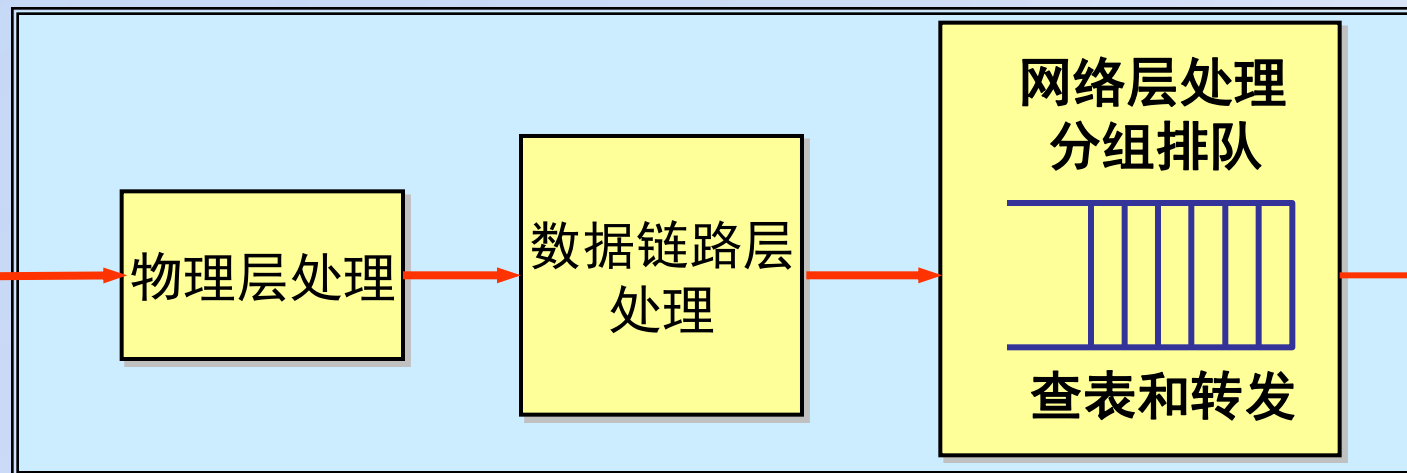 物理层处理
数据链路层
处理
网络层处理
分组排队
查表和转发